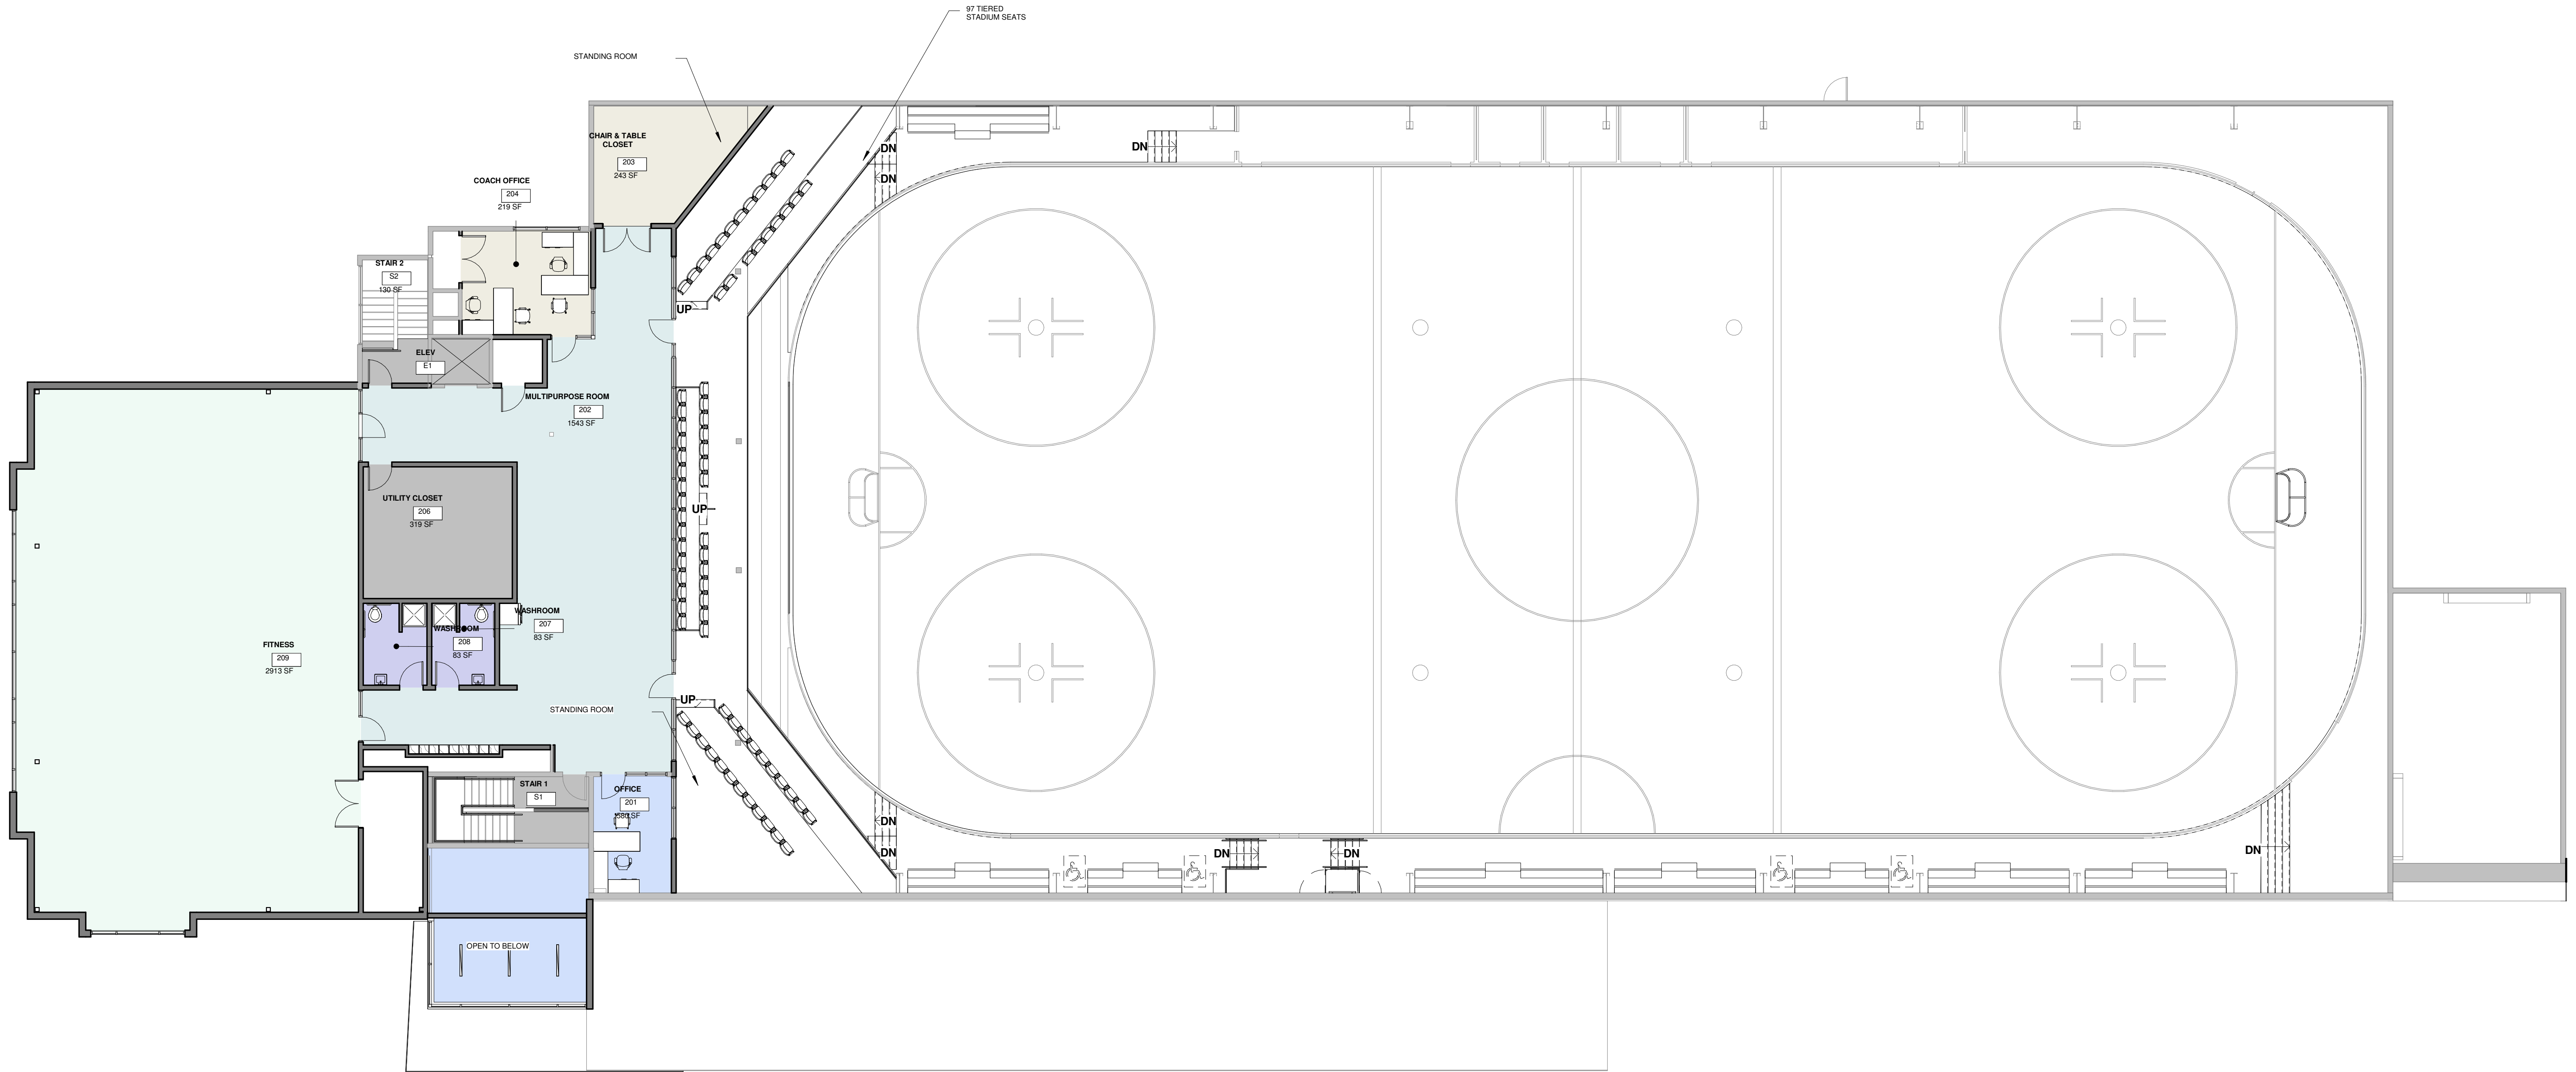 97 TIERED
STADIUM SEATS
STANDING ROOM
CHAIR & TABLE
CLOSET
203
243 SF
DN
DN
DN
COACH OFFICE
204
219 SF
STAIR 2
S2
130 SF
UP
ELEV
E1
MULTIPURPOSE ROOM
202
1543 SF
UTILITY CLOSET
206
319 SF
UP
WASHROOM
207
83 SF
WASHROOM
208
83 SF
FITNESS
209
2913 SF
UP
STANDING ROOM
STAIR 1
S1
OFFICE
201
DN
DN
DN
DN
DN
OPEN TO BELOW